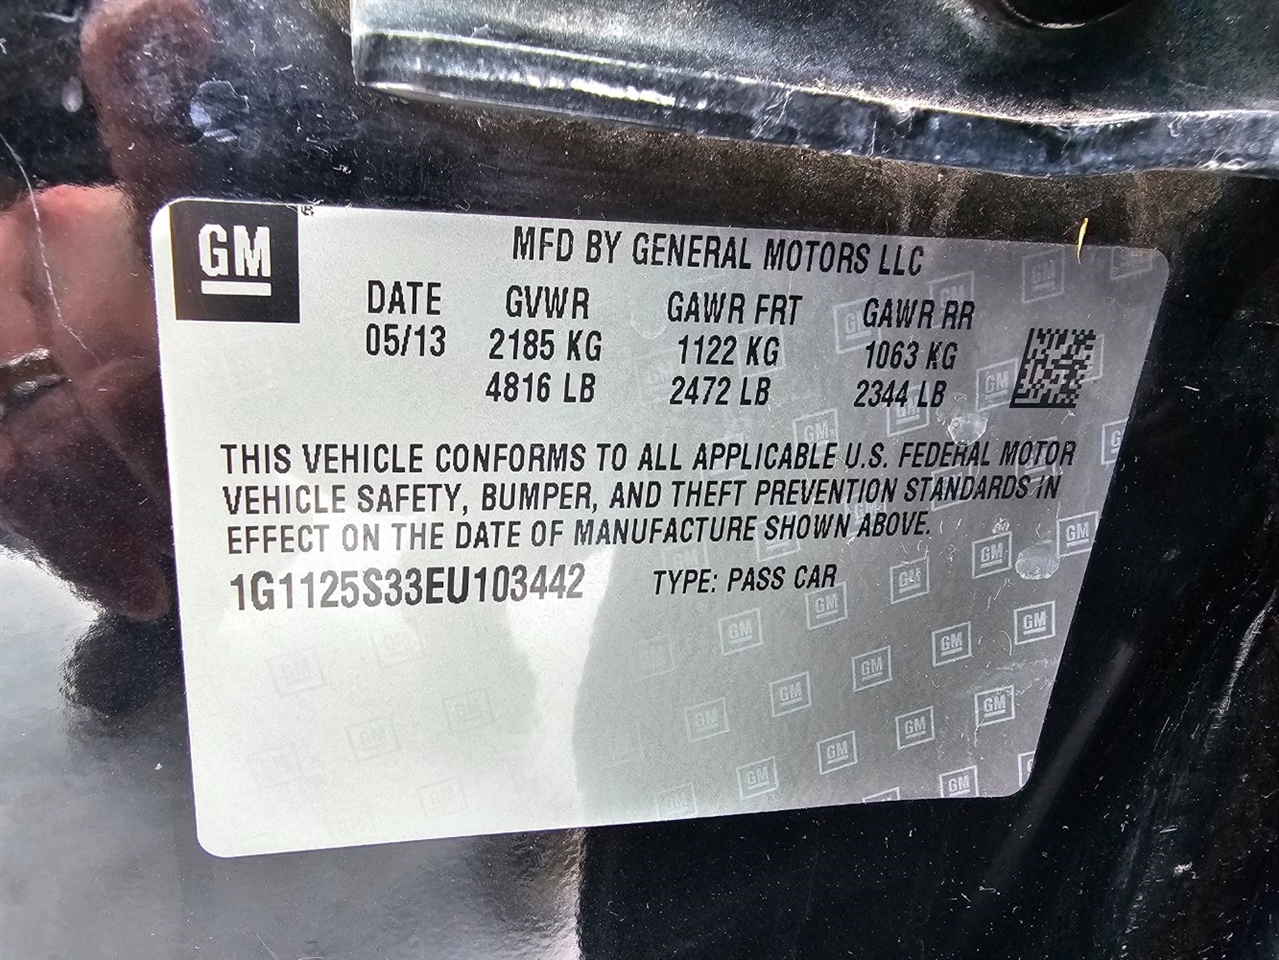 GM
MFD BY GENERAL MOTORS LLC
DATE GVWR GAWR FRT GAWR RR
05/13 2185 KG 1122 KG 1063 KG
4816 LB 2472 LB 2344 LB
THIS VEHICLE CONFORMS TO ALL APPLICABLE U.S. FEDERAL MOTOR
VEHICLE SAFETY, BUMPER, AND THEFT PREVENTION STANDARDS IN
EFFECT ON THE DATE OF MANUFACTURE SHOWN ABOVE.
1G1125S33EU103442 TYPE: PASS CAR